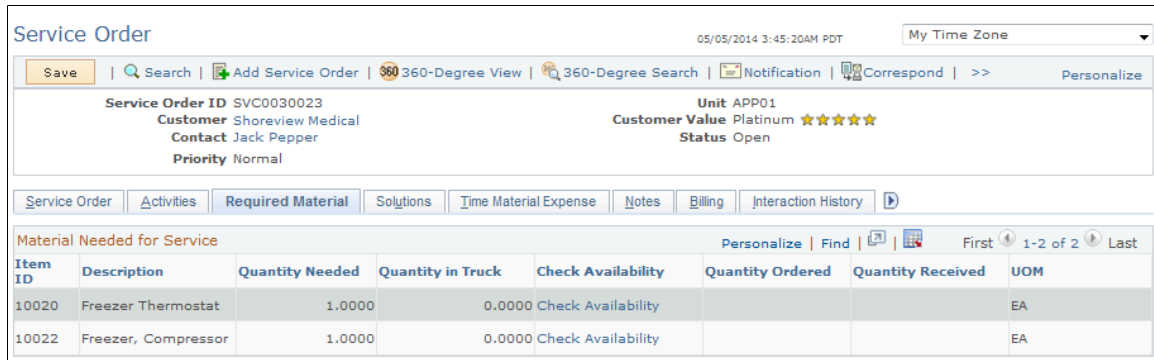 Service Order
05/05/2014 3:45:20AM PDT
My Time Zone
Save | Search | Add Service Order | 360 360-Degree View | 360-Degree Search | Notification | Correspond | >> Personalize
Service Order ID SVC0030023 Unit APP01
Customer Shoreview Medical Customer Value Platinum
Contact Jack Pepper Status Open
Priority Normal
Service Order Activities Required Material Solutions Time Material Expense Notes Billing Interaction History
Material Needed for Service Personalize | Find | | First 1-2 of 2 Last
Item ID Description Quantity Needed Quantity in Truck Check Availability Quantity Ordered Quantity Received UOM
10020 Freezer Thermostat 1.0000 0.0000 Check Availability EA
10022 Freezer, Compressor 1.0000 0.0000 Check Availability EA